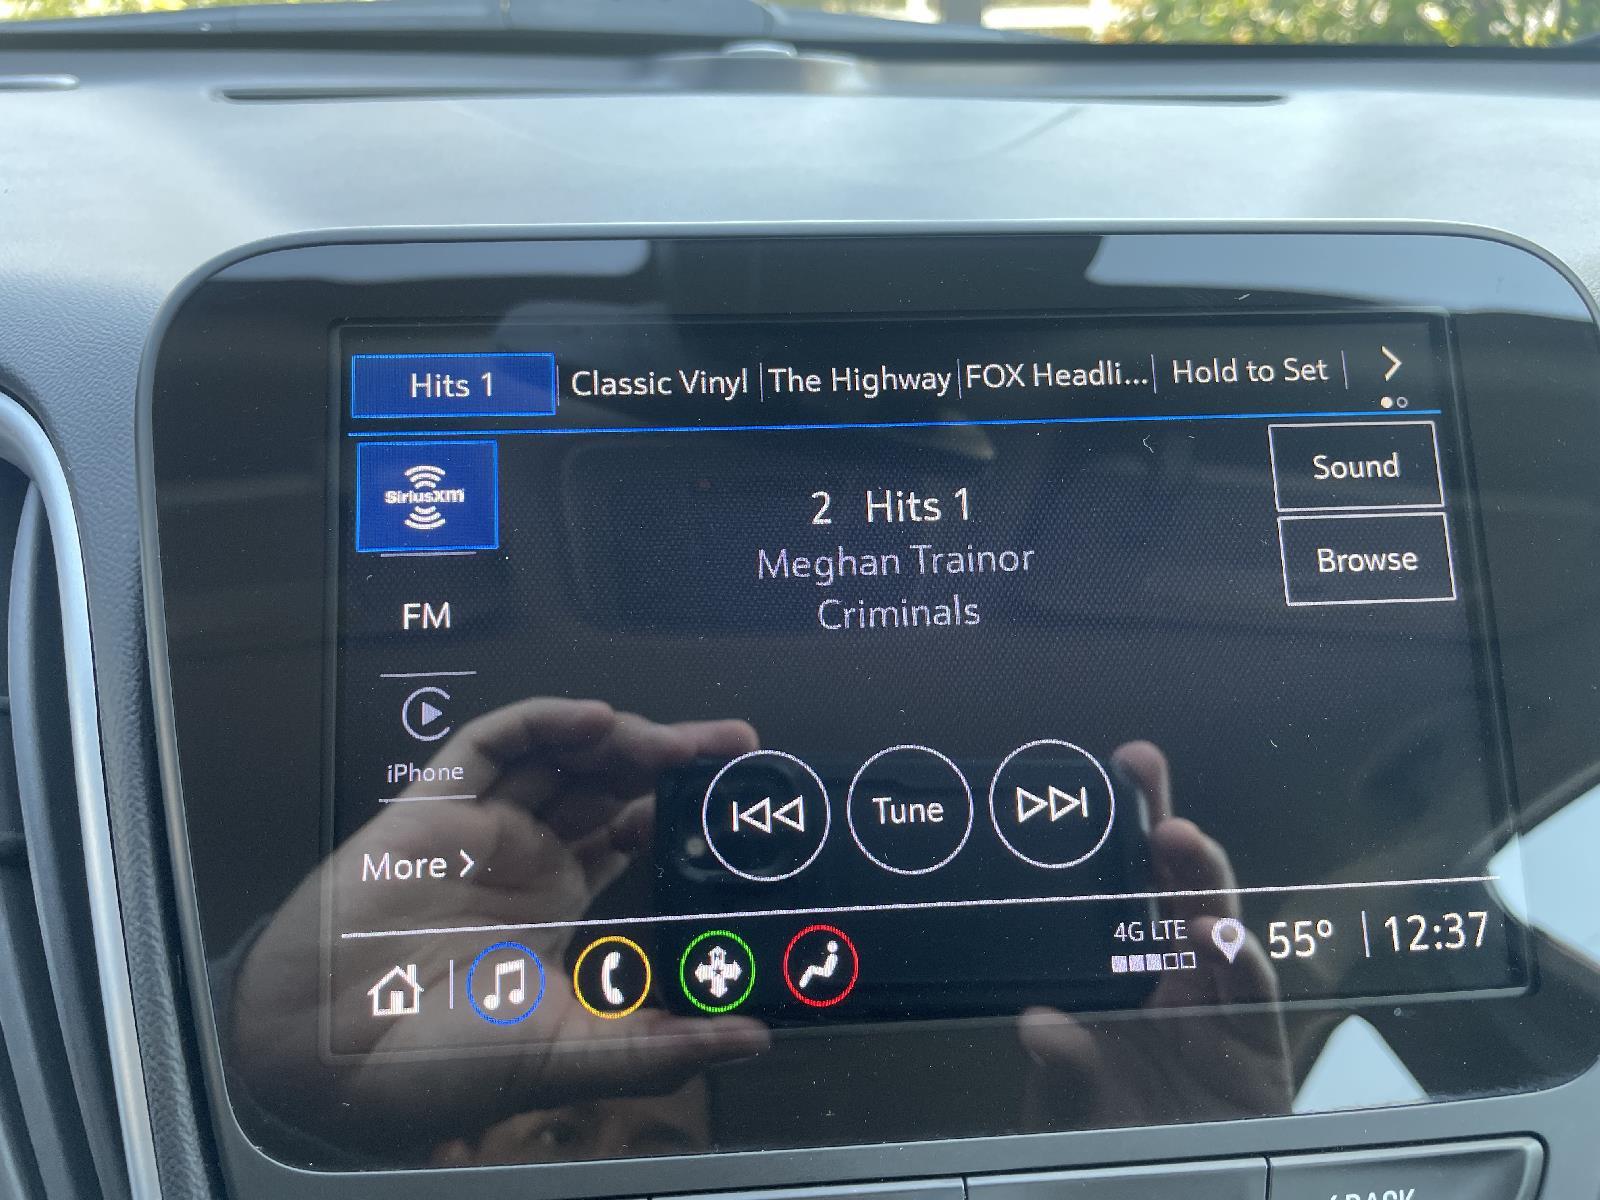 Hits 1 Classic Vinyl The Highway FOX Headli... Hold to Set
SiriusXM
2 Hits 1
Meghan Trainor
Criminals
Sound
Browse
FM
iPhone
More
Tune
4G LTE 55° 12:37
BACK